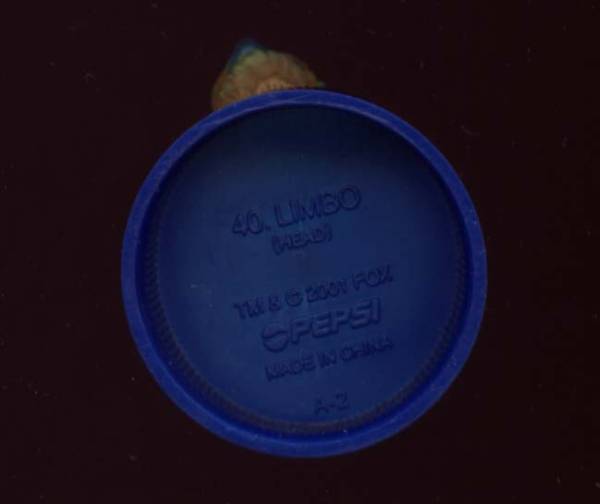 40. LIMBO
(HEAD)
TM & © 2001 FOX
PEPSI
MADE IN CHINA
A-2